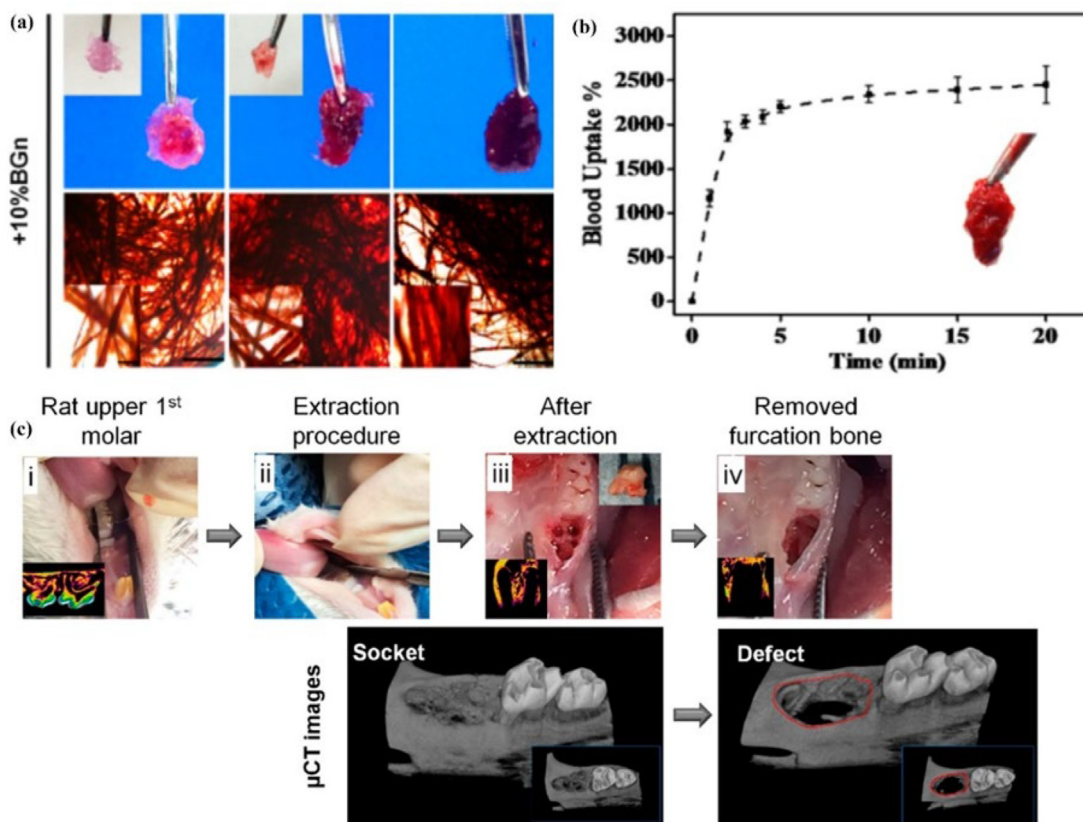 (a)
+10%BGn
(b)
Blood Uptake %
3000
2500
2000
1500
1000
500
0
0
5
10
15
20
Time (min)
(c)
Rat upper 1st
molar
Extraction
procedure
After
extraction
Removed
furcation bone
i
ii
iii
iv
µCT images
Socket
Defect